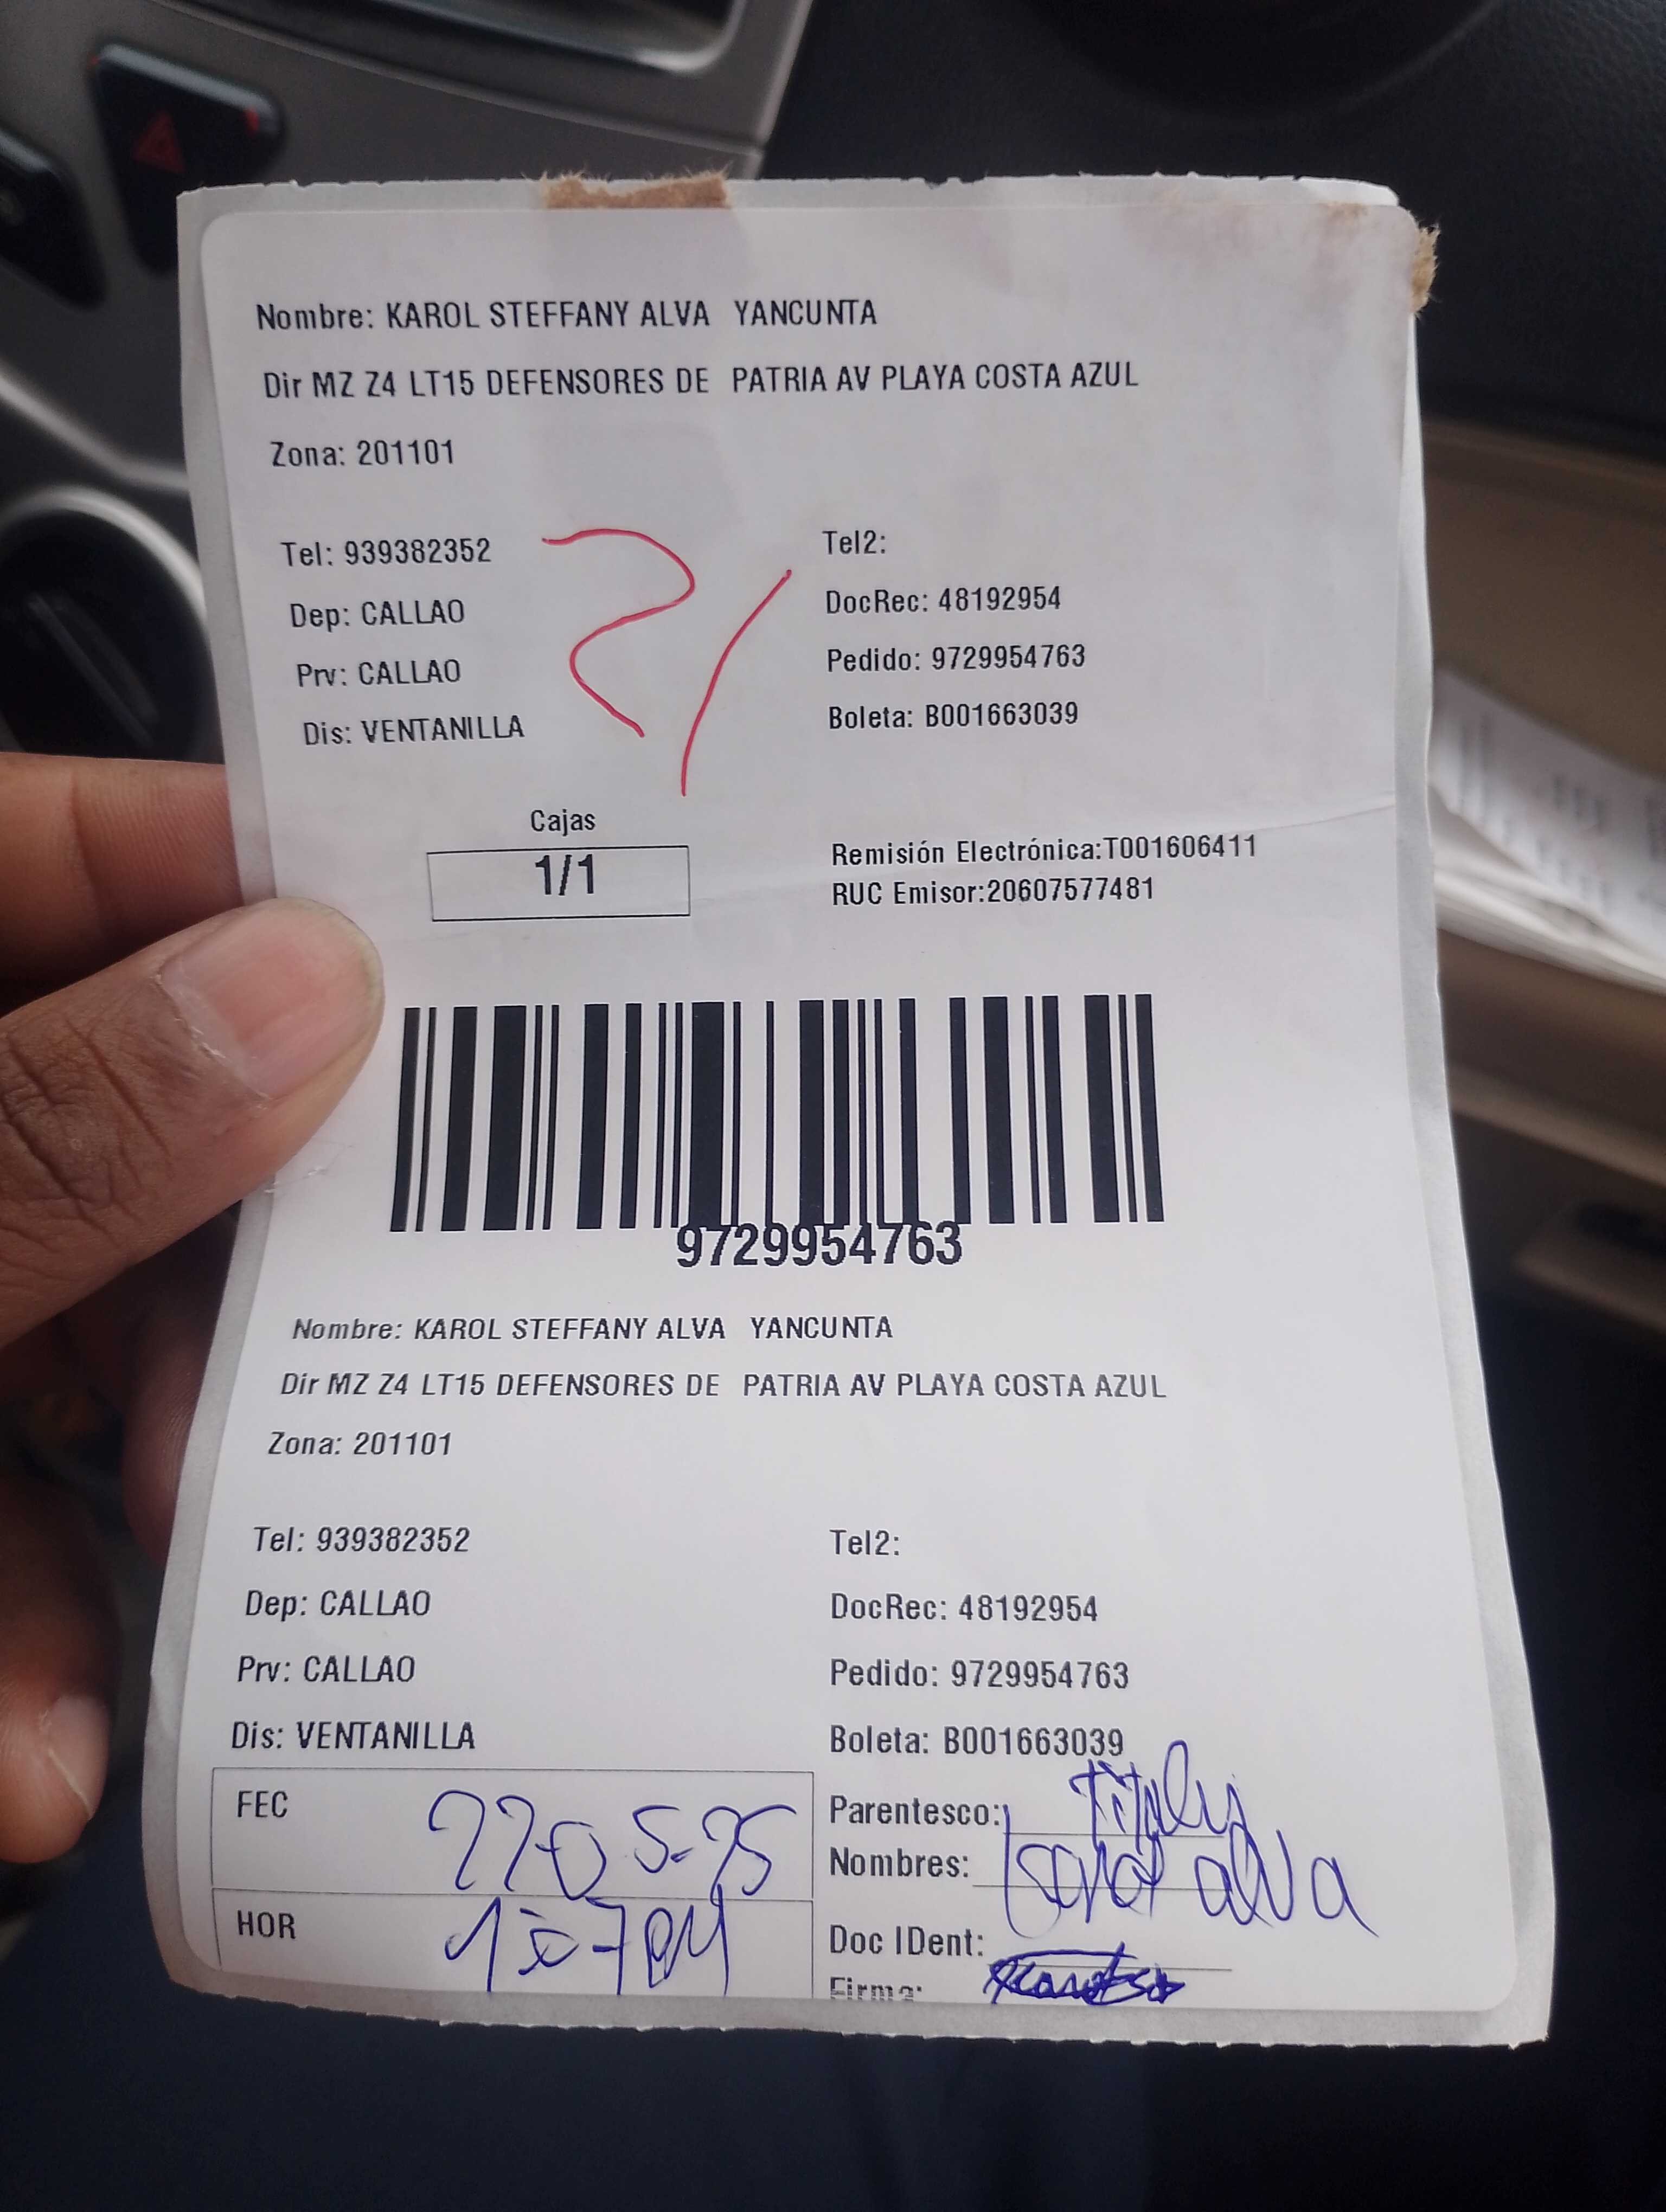 Nombre: KAROL STEFFANY ALVA YANCUNTA
Dir MZ Z4 LT15 DEFENSORES DE PATRIA AV PLAYA COSTA AZUL
Zona: 201101
Tel: 939382352
Tel2:
Dep: CALLAO
DocRec: 48192954
Prv: CALLAO
Pedido: 9729954763
Dis: VENTANILLA
Boleta: B001663039
Cajas
1/1
Remisión Electrónica:T001606411
RUC Emisor:20607577481
9729954763
Nombre: KAROL STEFFANY ALVA YANCUNTA
Dir MZ Z4 LT15 DEFENSORES DE PATRIA AV PLAYA COSTA AZUL
Zona: 201101
Tel: 939382352
Tel2:
Dep: CALLAO
DocRec: 48192954
Prv: CALLAO
Pedido: 9729954763
Dis: VENTANILLA
Boleta: B001663039
FEC
Parentesco:
Nombres: Karol alva
HOR
Doc IDent:
Firma: